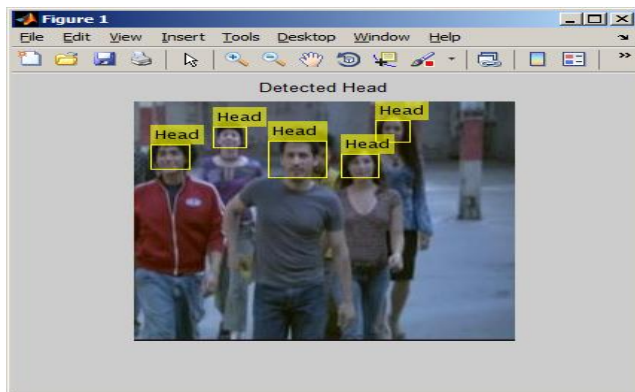 Figure 1
File Edit View Insert Tools Desktop Window Help
Detected Head
Head
Head
Head
Head
Head